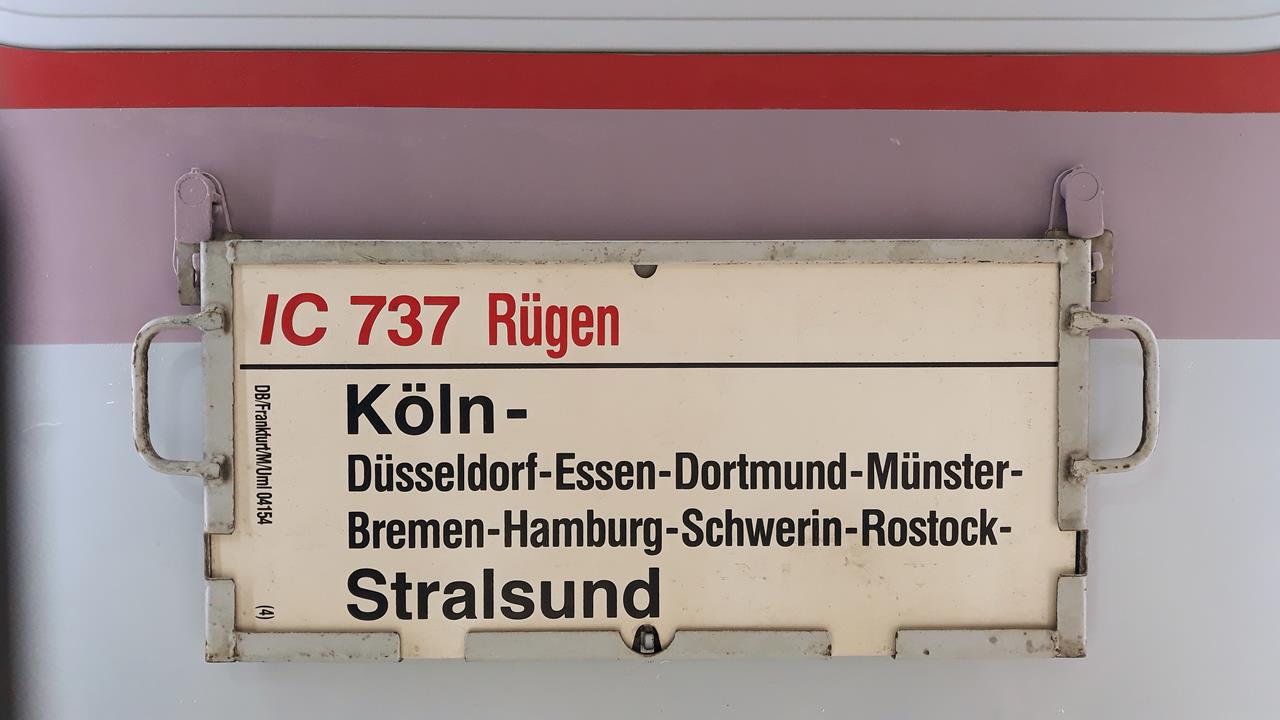 IC 737 Rügen
Köln-
Düsseldorf-Essen-Dortmund-Münster-
Bremen-Hamburg-Schwerin-Rostock-
Stralsund
DB/Frankfurt/M/Uml 04154
(4)